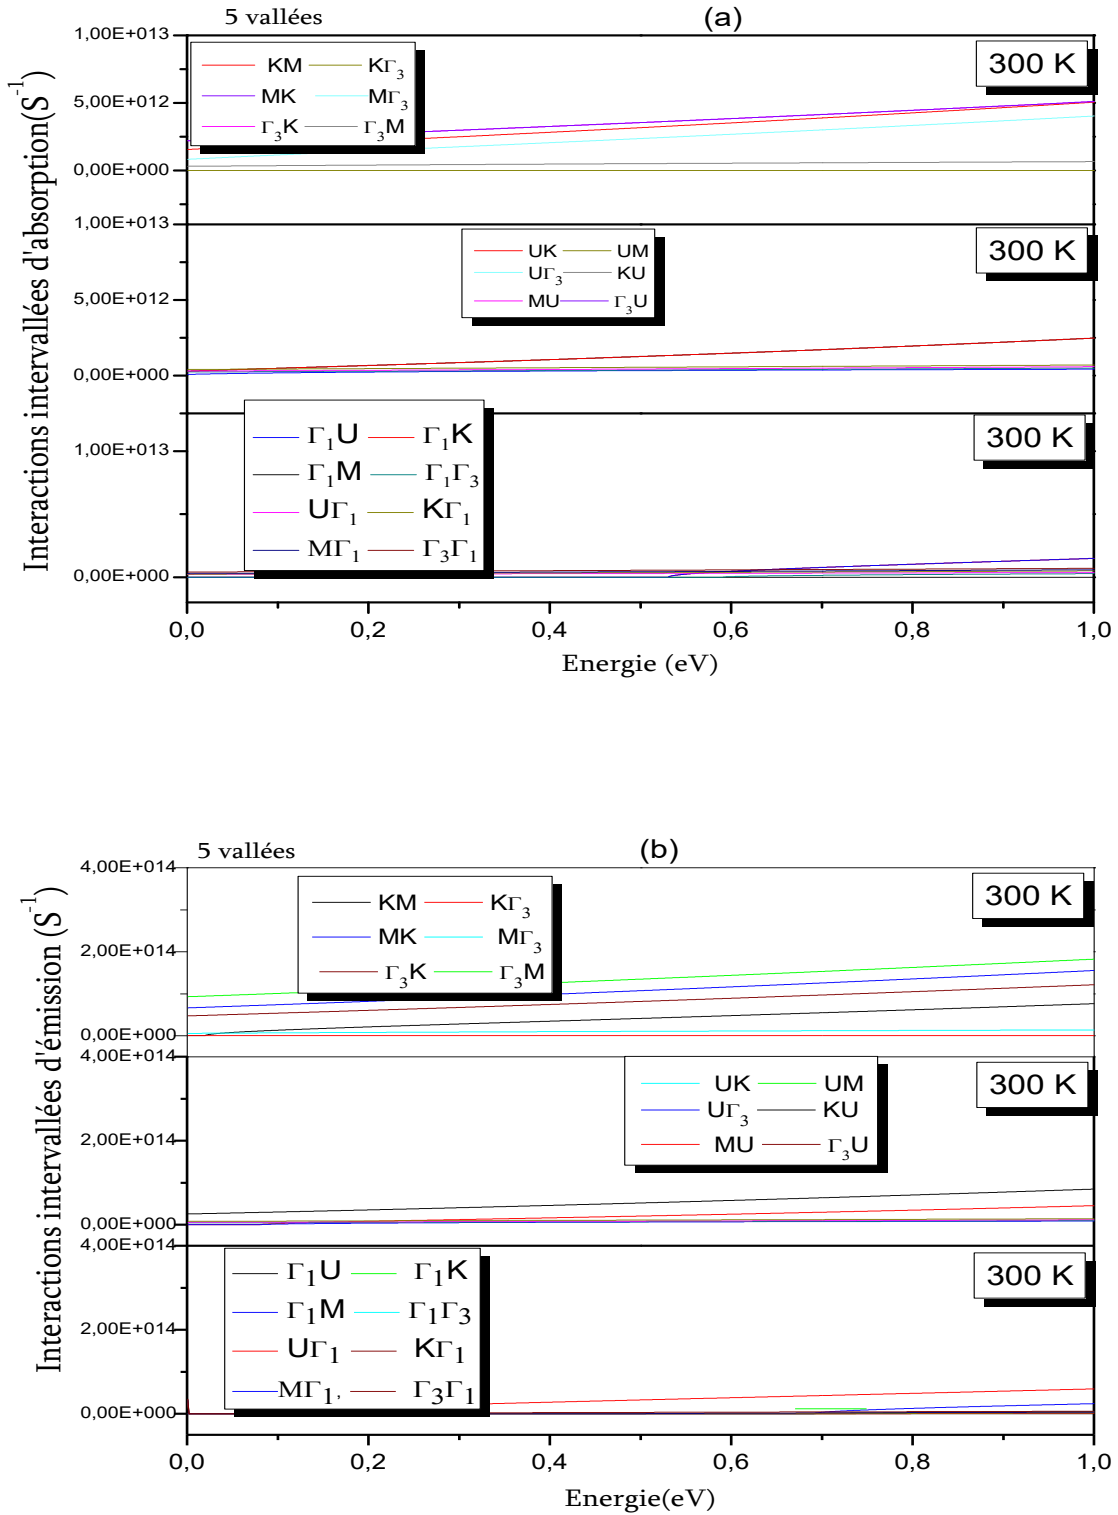 5 vallées
(a)
Interactions intervallées d'absorption(S⁻¹)
1,00E+013
5,00E+012
0,00E+000
KM KΓ₃
MK MΓ₃
Γ₃K Γ₃M
300 K
1,00E+013
5,00E+012
0,00E+000
UK UM
UΓ₃ KU
MU Γ₃U
300 K
1,00E+013
0,00E+000
Γ₁U Γ₁K
Γ₁M Γ₁Γ₃
UΓ₁ KΓ₁
MΓ₁ Γ₃Γ₁
300 K
0,0 0,2 0,4 0,6 0,8 1,0
Energie (eV)
5 vallées
(b)
Interactions intervallées d'émission (S⁻¹)
4,00E+014
2,00E+014
0,00E+000
KM KΓ₃
MK MΓ₃
Γ₃K Γ₃M
300 K
4,00E+014
2,00E+014
0,00E+000
UK UM
UΓ₃ KU
MU Γ₃U
300 K
4,00E+014
2,00E+014
0,00E+000
Γ₁U Γ₁K
Γ₁M Γ₁Γ₃
UΓ₁ KΓ₁
MΓ₁, Γ₃Γ₁
300 K
0,0 0,2 0,4 0,6 0,8 1,0
Energie(eV)